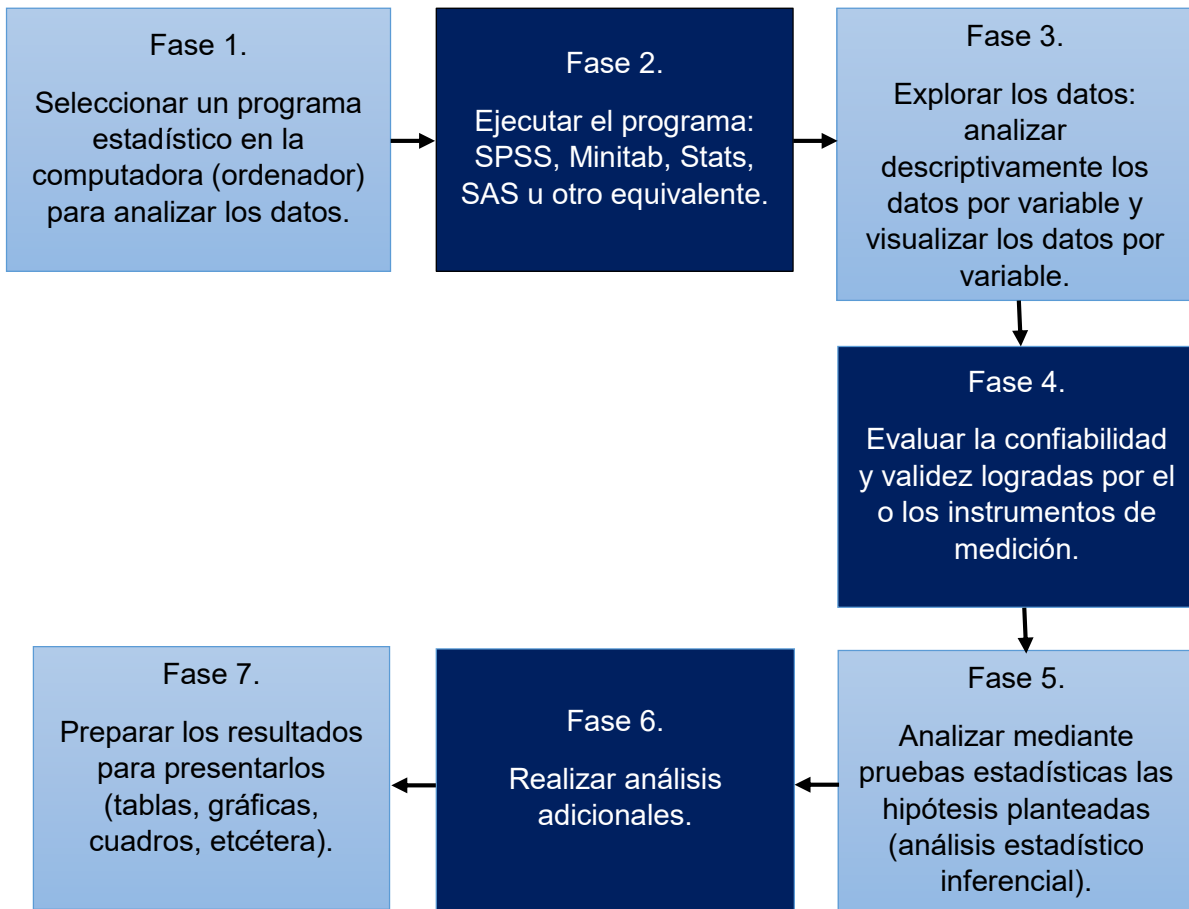 Fase 1.
Seleccionar un programa
estadístico en la
computadora (ordenador)
para analizar los datos.
Fase 2.
Ejecutar el programa:
SPSS, Minitab, Stats,
SAS u otro equivalente.
Fase 3.
Explorar los datos:
analizar
descriptivamente los
datos por variable y
visualizar los datos por
variable.
Fase 4.
Evaluar la confiabilidad
y validez logradas por el
o los instrumentos de
medición.
Fase 5.
Analizar mediante
pruebas estadísticas las
hipótesis planteadas
(análisis estadístico
inferencial).
Fase 6.
Realizar análisis
adicionales.
Fase 7.
Preparar los resultados
para presentarlos
(tablas, gráficas,
cuadros, etcétera).